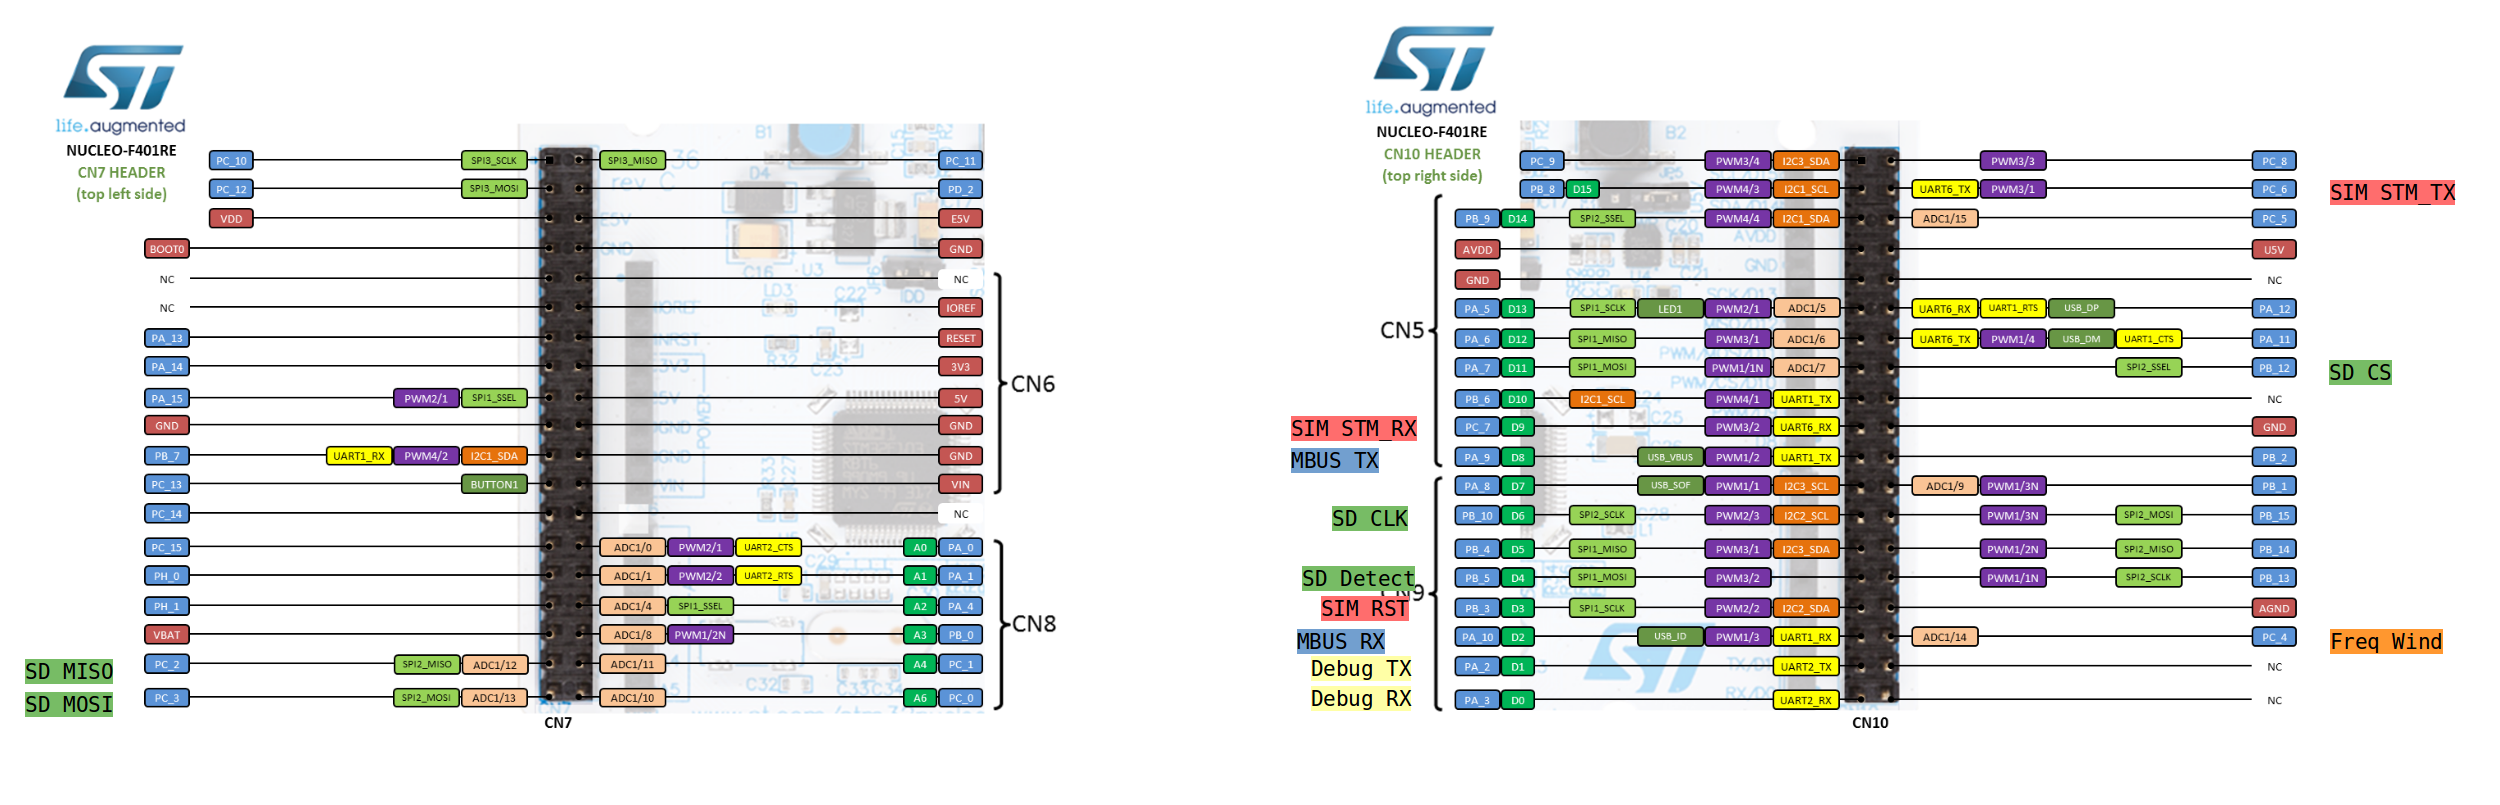 life.augmented
NUCLEO-F401RE
CN7 HEADER
(top left side)
PC_10 SPI3_SCLK SPI3_MISO PC_11
PC_12 SPI3_MOSI PD_2
VDD E5V
BOOT0 GND
NC NC
NC IOREF
PA_13 RESET
PA_14 3V3
PA_15 PWM2/1 SPI1_SSEL 5V
GND GND
PB_7 UART1_RX PWM4/2 I2C1_SDA GND
PC_13 BUTTON1 VIN
PC_14 NC
PC_15 ADC1/0 PWM2/1 UART2_CTS A0 PA_0
PH_0 ADC1/1 PWM2/2 UART2_RTS A1 PA_1
PH_1 ADC1/4 SPI1_SSEL A2 PA_4
VBAT ADC1/8 PWM1/2N A3 PB_0
SD MISO PC_2 SPI2_MISO ADC1/12 ADC1/11 A4 PC_1
SD MOSI PC_3 SPI2_MOSI ADC1/13 ADC1/10 A6 PC_0
CN6
CN8
CN7
life.augmented
NUCLEO-F401RE
CN10 HEADER
(top right side)
PC_9 PWM3/4 I2C3_SDA PWM3/3 PC_8
PB_8 D15 PWM4/3 I2C1_SCL UART6_TX PWM3/1 PC_6 SIM STM_TX
PB_9 D14 SPI2_SSEL PWM4/4 I2C1_SDA ADC1/15 PC_5
AVDD U5V
GND NC
PA_5 D13 SPI1_SCLK LED1 PWM2/1 ADC1/5 UART6_RX UART1_RTS USB_DP PA_12
CN5
PA_6 D12 SPI1_MISO PWM3/1 ADC1/6 UART6_TX PWM1/4 USB_DM UART1_CTS PA_11
PA_7 D11 SPI1_MOSI PWM1/1N ADC1/7 SPI2_SSEL PB_12 SD CS
PB_6 D10 I2C1_SCL PWM4/1 UART1_TX NC
SIM STM_RX PC_7 D9 PWM3/2 UART6_RX GND
MBUS TX PA_9 D8 USB_VBUS PWM1/2 UART1_TX PB_2
PA_8 D7 USB_SOF PWM1/1 I2C3_SCL ADC1/9 PWM1/3N PB_1
SD CLK PB_10 D6 SPI2_SCLK PWM2/3 I2C2_SCL PWM1/3N SPI2_MOSI PB_15
PB_4 D5 SPI1_MISO PWM3/1 I2C3_SDA PWM1/2N SPI2_MISO PB_14
SD Detect PB_5 D4 SPI1_MOSI PWM3/2 PWM1/1N SPI2_SCLK PB_13
CN9
SIM RST PB_3 D3 SPI1_SCLK PWM2/2 I2C2_SDA AGND
MBUS RX PA_10 D2 USB_ID PWM1/3 UART1_RX ADC1/14 PC_4 Freq Wind
Debug TX PA_2 D1 UART2_TX NC
Debug RX PA_3 D0 UART2_RX NC
CN10